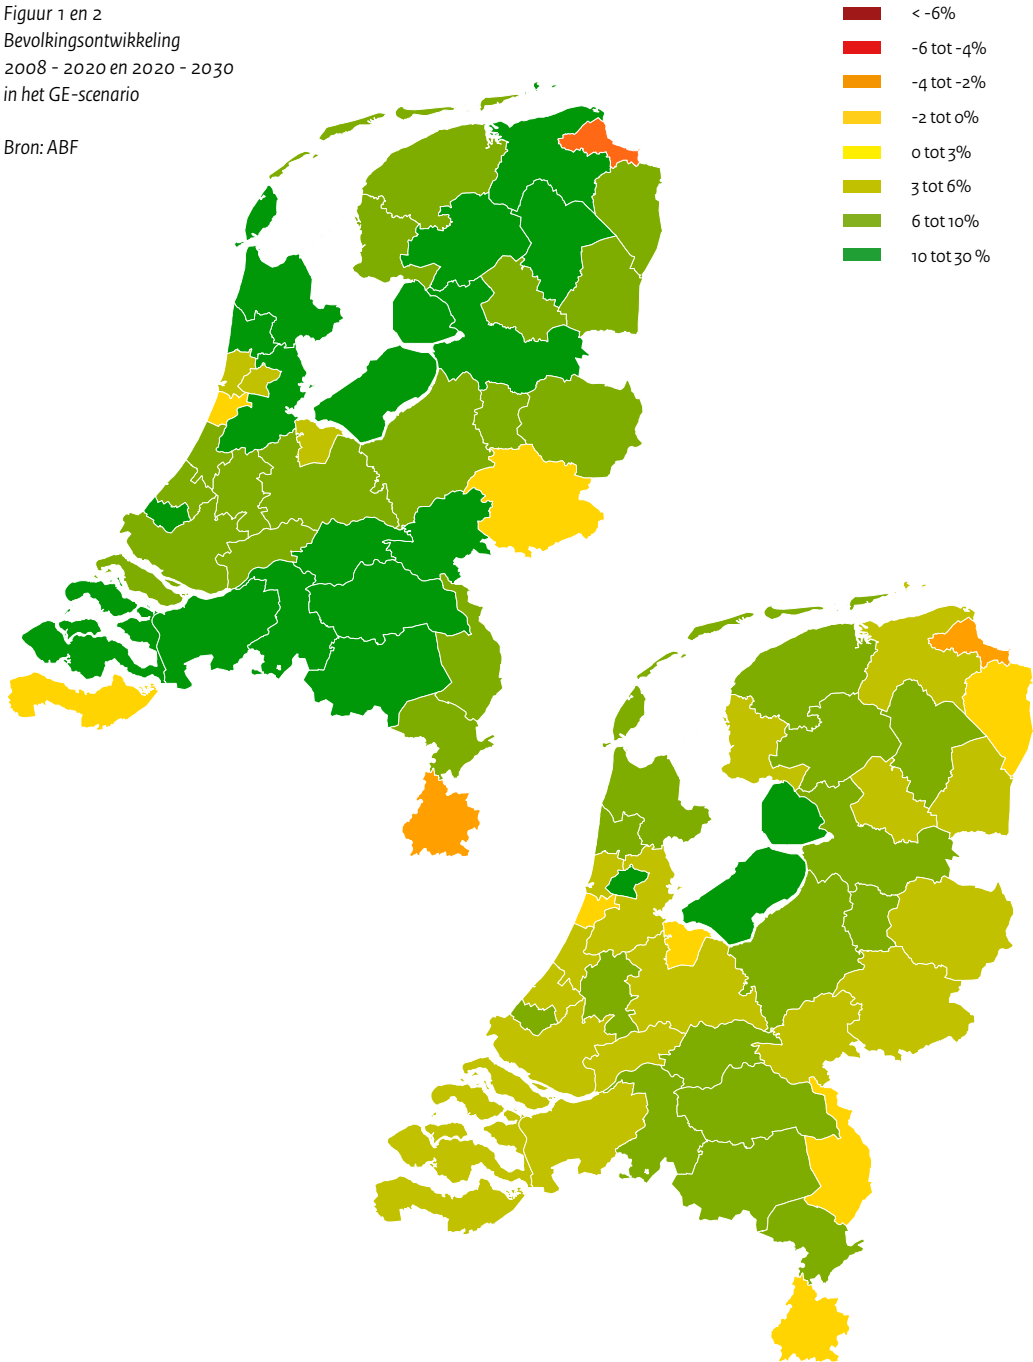 Figuur 1 en 2
Bevolkingsontwikkeling
2008 - 2020 en 2020 - 2030
in het GE-scenario
Bron: ABF
< -6%
-6 tot -4%
-4 tot -2%
-2 tot 0%
0 tot 3%
3 tot 6%
6 tot 10%
10 tot 30 %